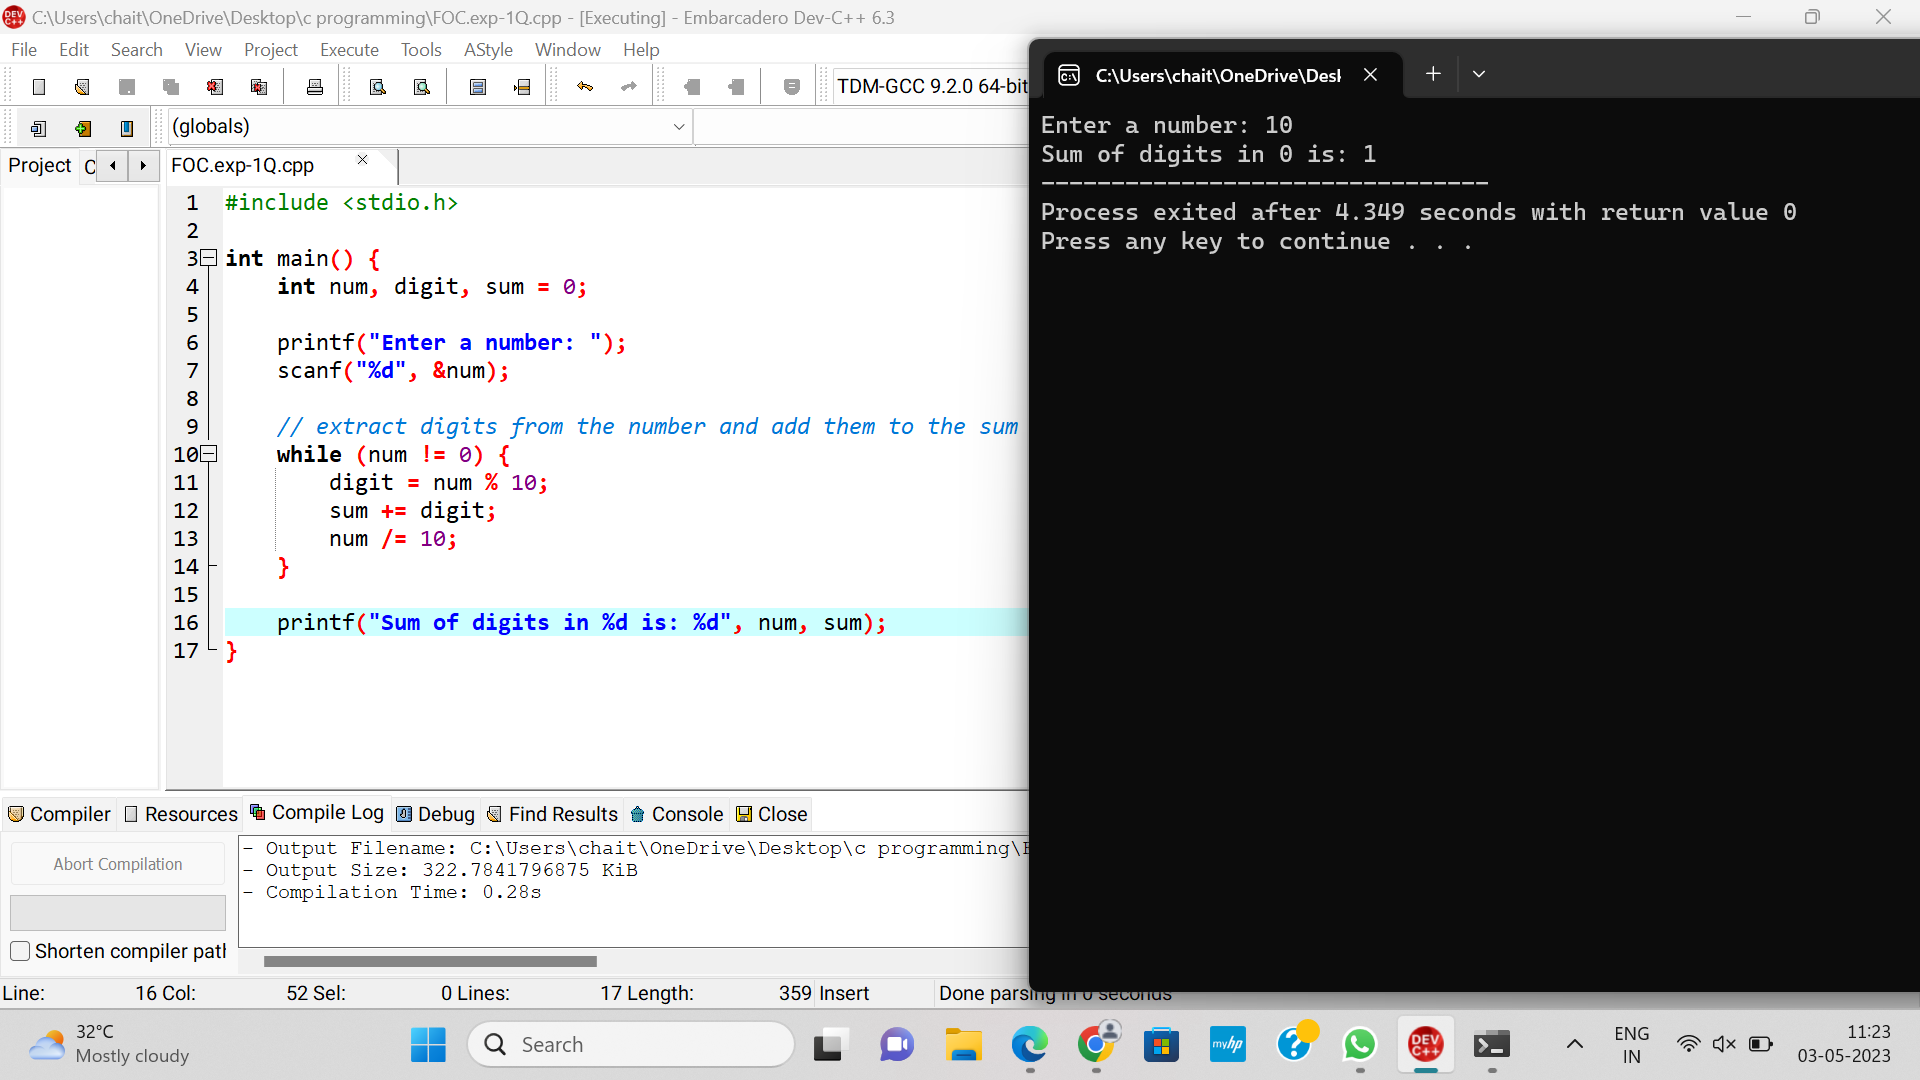 C:\Users\chait\OneDrive\Desktop\c programming\FOC.exp-1Q.cpp - [Executing] - Embarcadero Dev-C++ 6.3
File Edit Search View Project Execute Tools AStyle Window Help
TDM-GCC 9.2.0 64-bit
(globals)
Project
FOC.exp-1Q.cpp
1 #include <stdio.h>
2
3 int main() {
4 int num, digit, sum = 0;
5
6 printf("Enter a number: ");
7 scanf("%d", &num);
8
9 // extract digits from the number and add them to the sum
10 while (num != 0) {
11 digit = num % 10;
12 sum += digit;
13 num /= 10;
14 }
15
16 printf("Sum of digits in %d is: %d", num, sum);
17 }
C:\Users\chait\OneDrive\Desk
Enter a number: 10
Sum of digits in 0 is: 1
--------------------------------
Process exited after 4.349 seconds with return value 0
Press any key to continue . . .
Compiler Resources Compile Log Debug Find Results Console Close
Abort Compilation
Shorten compiler path
- Output Filename: C:\Users\chait\OneDrive\Desktop\c programming\
- Output Size: 322.7841796875 KiB
- Compilation Time: 0.28s
Line: 16 Col: 52 Sel: 0 Lines: 17 Length: 359 Insert Done parsing in 0 seconds
32°C
Mostly cloudy
Search
myhp
DEV C++
ENG
IN
11:23
03-05-2023